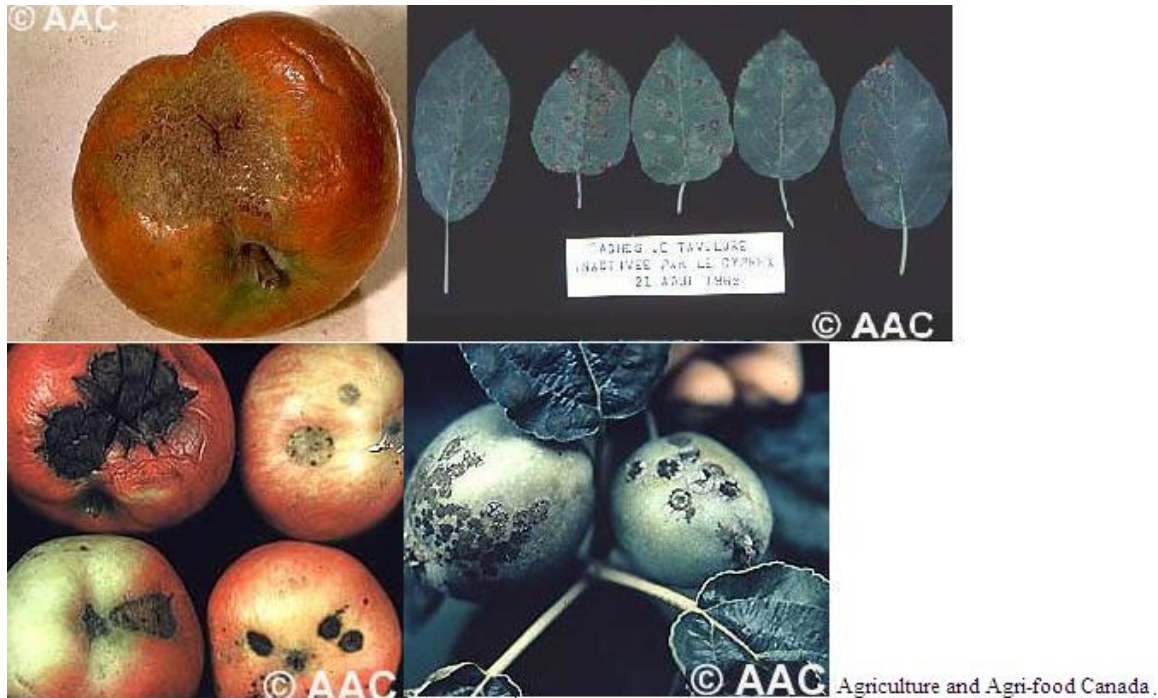 © AAC
TACHES DE TAVELURE
INACTIVEE PAR LE CYPREX
21 AOUT
© AAC
© AAC
© AAC
Agriculture and Agri-food Canada